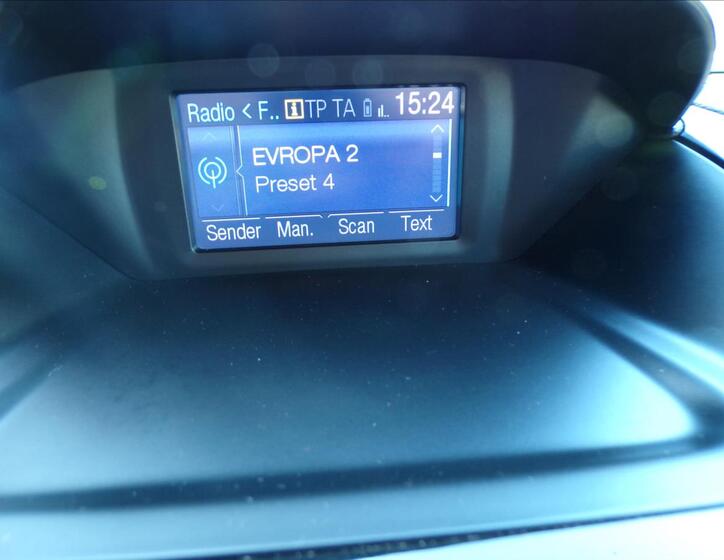 Radio < F.. i TP TA 15:24
EVROPA 2
Preset 4
Sender Man. Scan Text